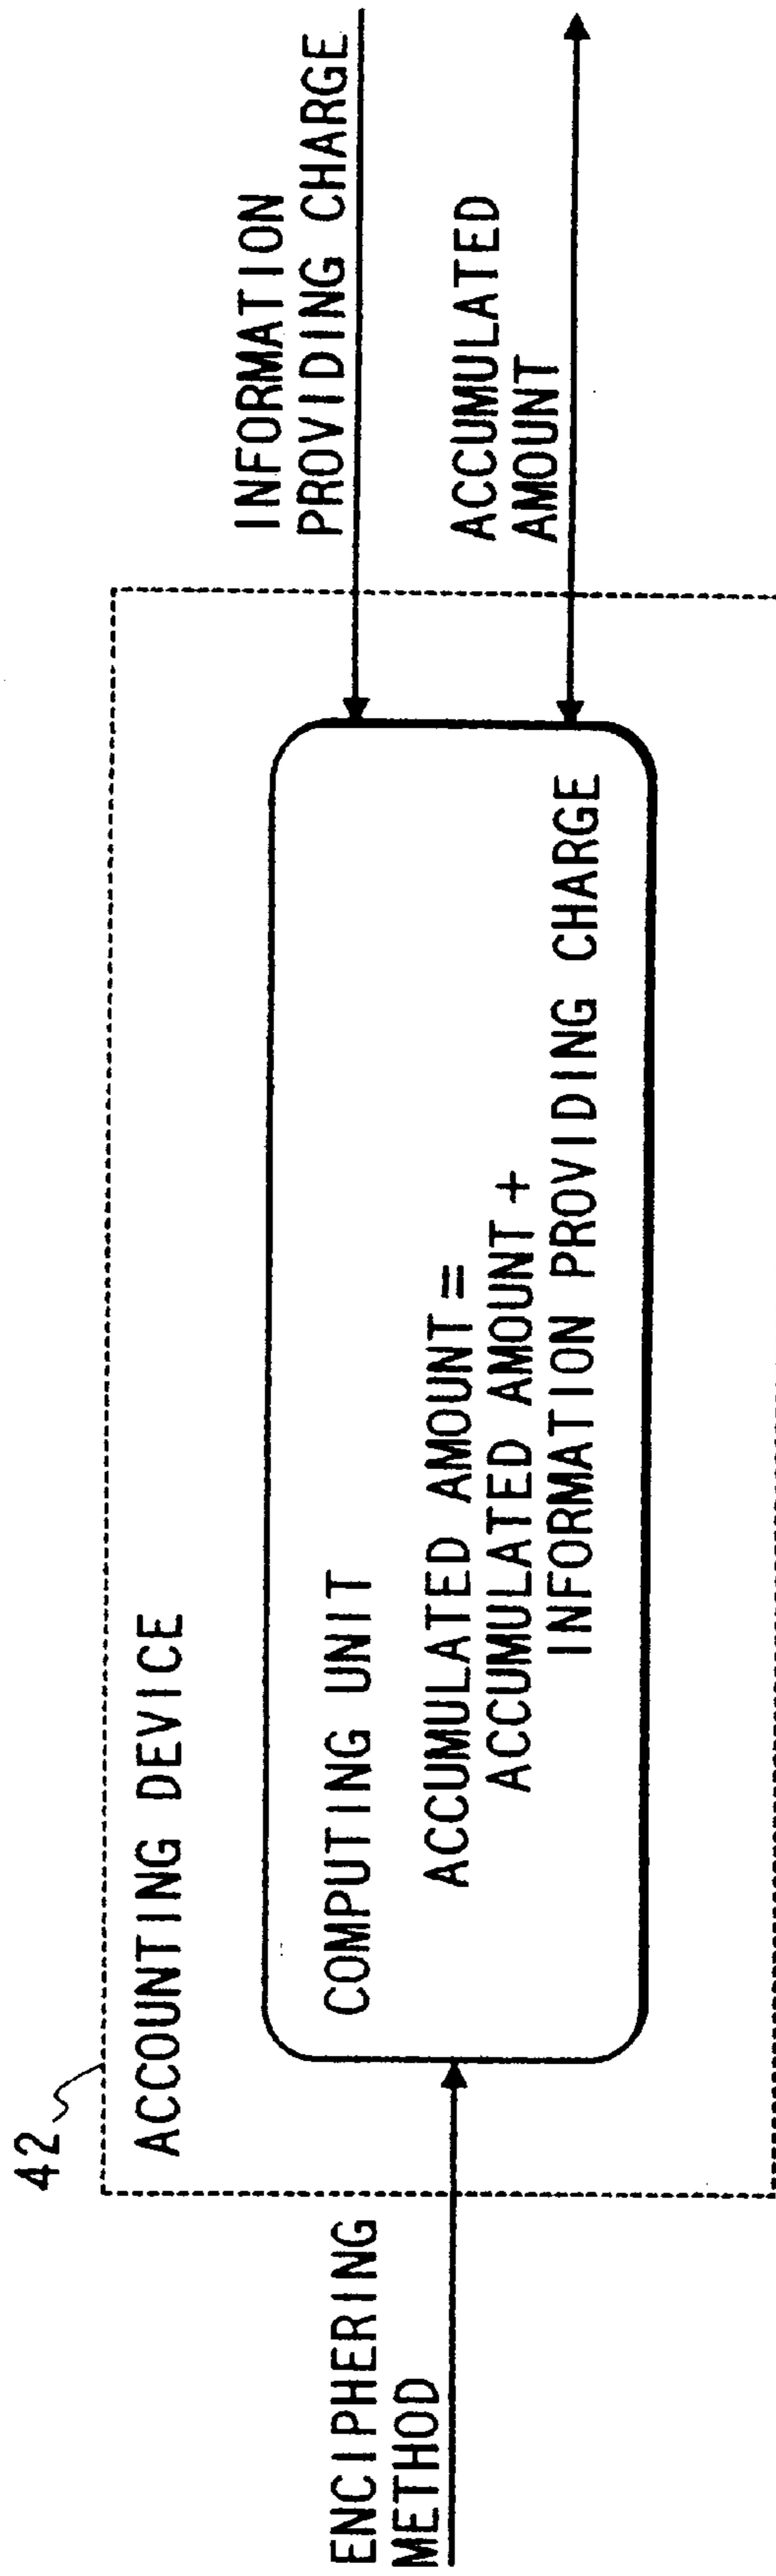 42
ACCOUNTING DEVICE
ENCIPHERING
METHOD
COMPUTING UNIT
ACCUMULATED AMOUNT =
ACCUMULATED AMOUNT +
INFORMATION PROVIDING CHARGE
INFORMATION
PROVIDING CHARGE
ACCUMULATED
AMOUNT